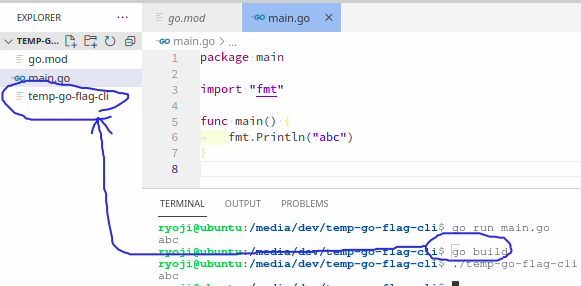 EXPLORER
...
TEMP-G...
go.mod
main.go
temp-go-flag-cli
go.mod
main.go
main.go > ...
1 package main
2
3 import "fmt"
4
5 func main() {
6 fmt.Println("abc")
7 }
8
TERMINAL OUTPUT PROBLEMS
ryoji@ubuntu:/media/dev/temp-go-flag-cli$ go run main.go
abc
ryoji@ubuntu:/media/dev/temp-go-flag-cli$ go build
ryoji@ubuntu:/media/dev/temp-go-flag-cli$ ./temp-go-flag-cli
abc
ryoji@ubuntu:/media/dev/temp-go-flag-cli$